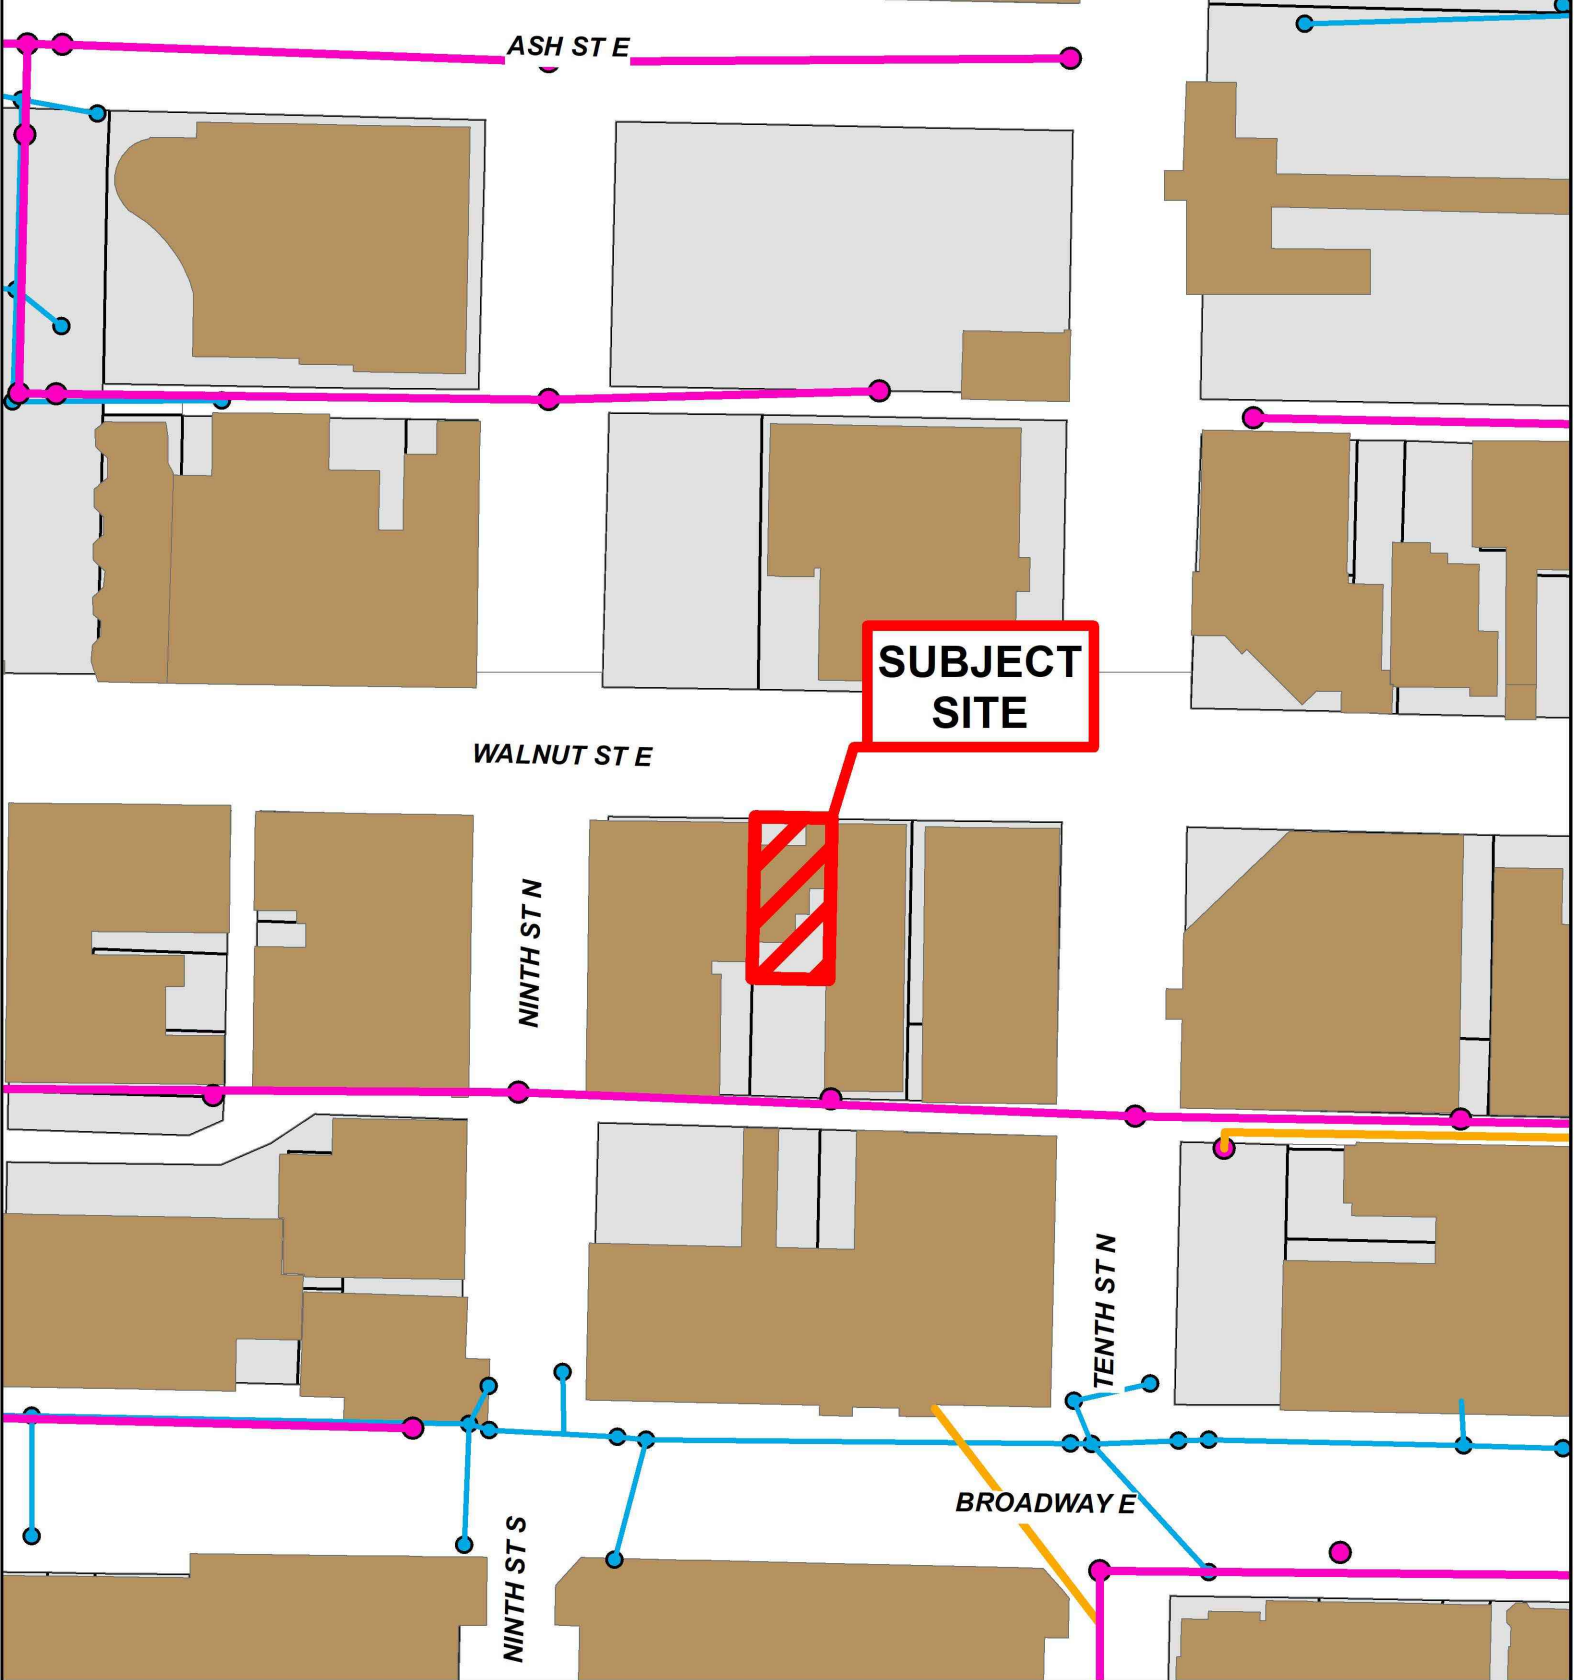 ASH ST E
SUBJECT
SITE
WALNUT ST E
NINTH ST N
TENTH ST N
BROADWAY E
NINTH ST S